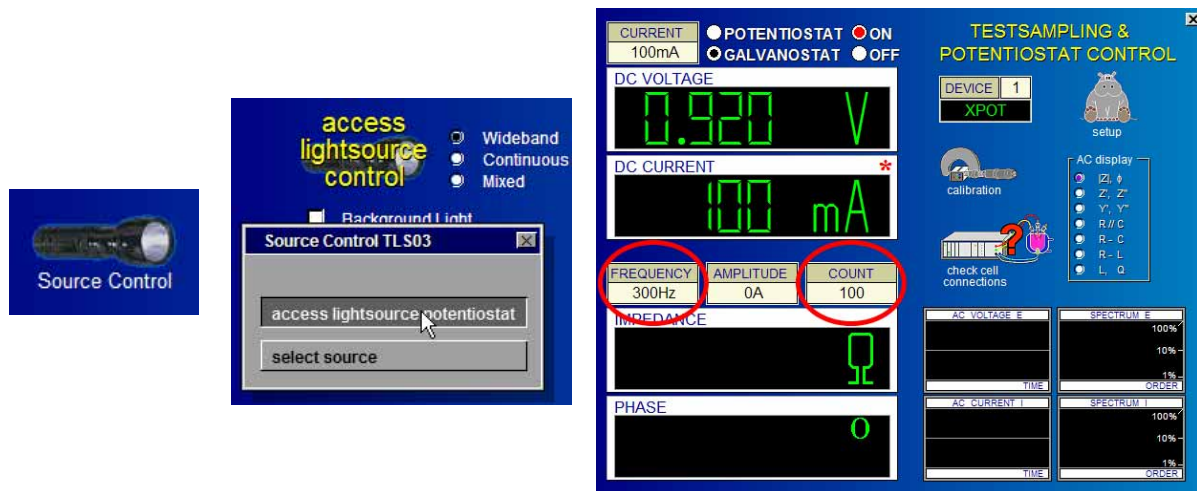 Source Control
access
lightsource
control
Wideband
Continuous
Mixed
Background Light
Source Control TLS03
access lightsource potentiostat
select source
CURRENT
100mA
POTENTIOSTAT ON
GALVANOSTAT OFF
DC VOLTAGE
0.920 V
DC CURRENT *
100 mA
FREQUENCY
300Hz
AMPLITUDE
0A
COUNT
100
IMPEDANCE
Ω
PHASE
o
TESTSAMPLING &
POTENTIOSTAT CONTROL
DEVICE 1
XPOT
setup
calibration
?
check cell
connections
AC display
|Z|, ϕ
Z', Z"
Y', Y"
R // C
R - C
R - L
L, Q
AC VOLTAGE E
TIME
SPECTRUM E
100%
10%
1%
ORDER
AC CURRENT I
TIME
SPECTRUM I
100%
10%
1%
ORDER